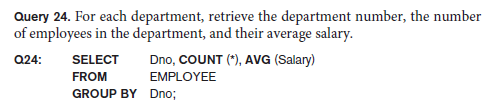 Query 24. For each department, retrieve the department number, the number
of employees in the department, and their average salary.
Q24: SELECT Dno, COUNT (*), AVG (Salary)
FROM EMPLOYEE
GROUP BY Dno;